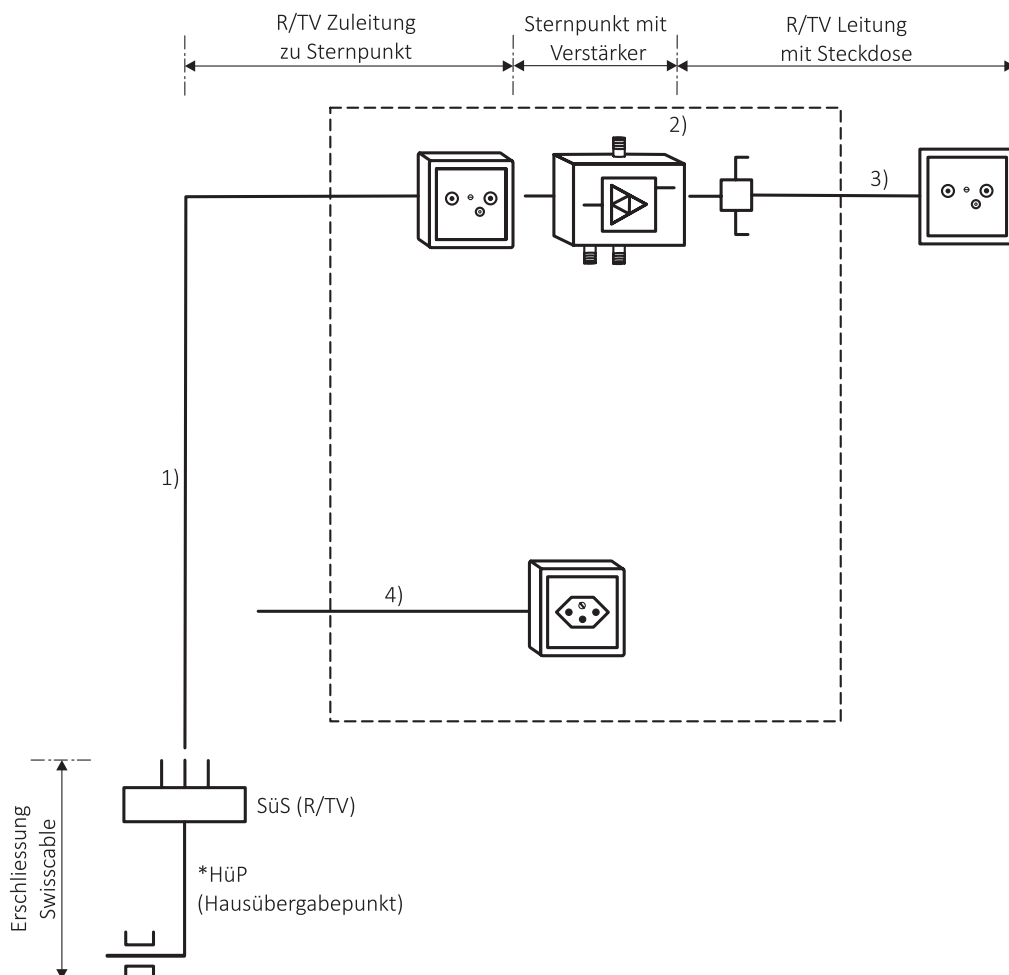 R/TV Zuleitung
zu Sternpunkt
Sternpunkt mit
Verstärker
R/TV Leitung
mit Steckdose
2)
3)
1)
4)
SüS (R/TV)
*HüP
(Hausübergabepunkt)
Erschliessung
Swisscable